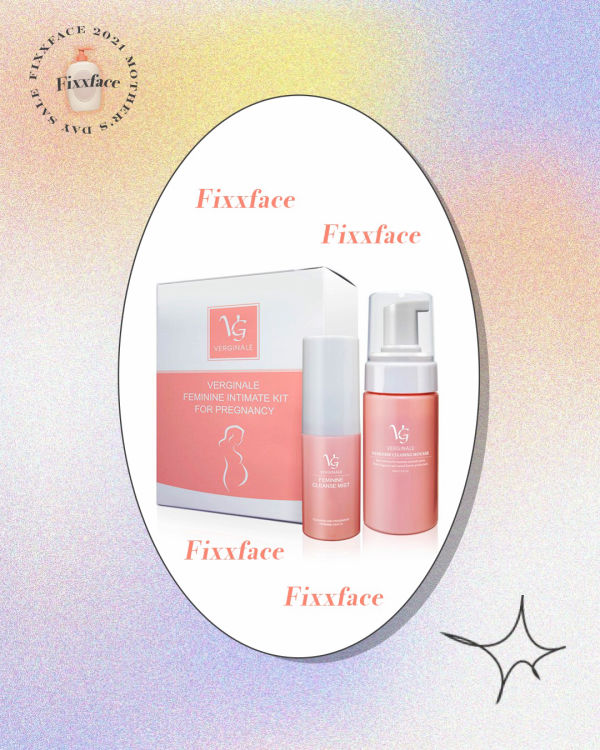 FIXXFACE 2021 MOTHER'S DAY SALE
Fixxface
Fixxface
Fixxface
VG
VERGINALE
VERGINALE
FEMININE INTIMATE KIT
FOR PREGNANCY
VG
VERGINALE
FEMININE
CLEANSE MIST
VG
VERGINALE
Fixxface
Fixxface